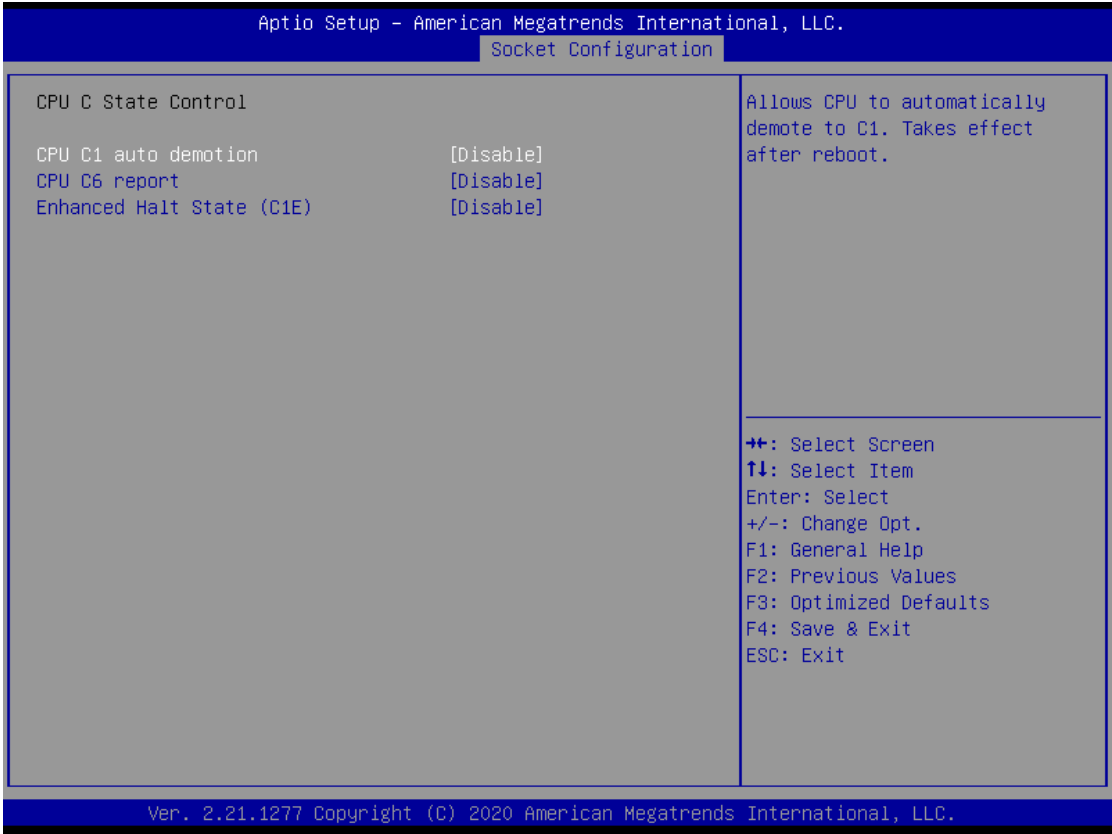 Aptio Setup – American Megatrends International, LLC.
Socket Configuration
CPU C State Control
CPU C1 auto demotion [Disable]
CPU C6 report [Disable]
Enhanced Halt State (C1E) [Disable]
Allows CPU to automatically
demote to C1. Takes effect
after reboot.
→←: Select Screen
↑↓: Select Item
Enter: Select
+/-: Change Opt.
F1: General Help
F2: Previous Values
F3: Optimized Defaults
F4: Save & Exit
ESC: Exit
Ver. 2.21.1277 Copyright (C) 2020 American Megatrends International, LLC.